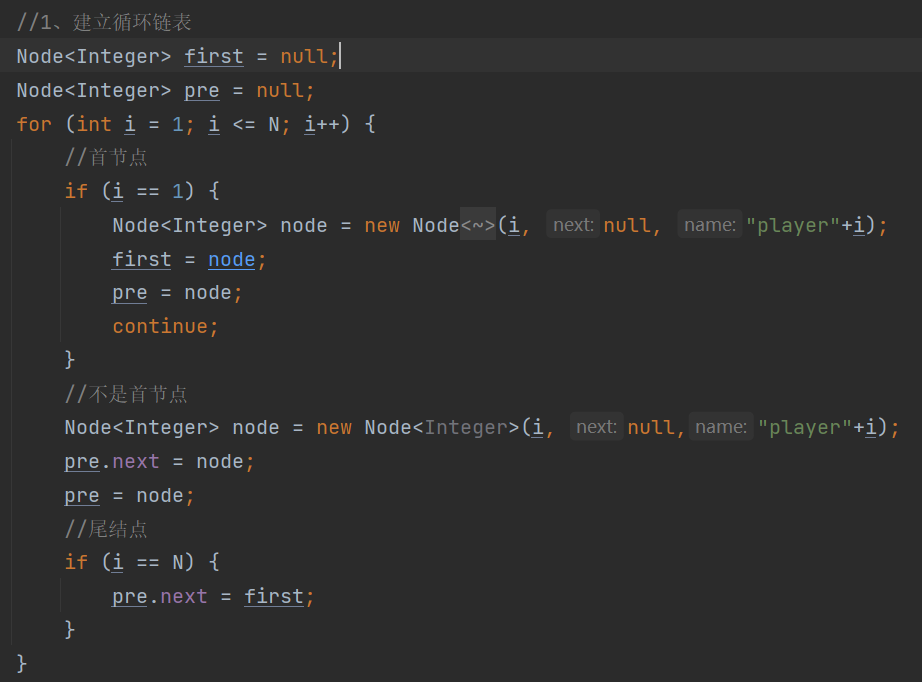 //1、建立循环链表
Node<Integer> first = null;
Node<Integer> pre = null;
for (int i = 1; i <= N; i++) {
//首节点
if (i == 1) {
Node<Integer> node = new Node<~>(i, next: null, name: "player"+i);
first = node;
pre = node;
continue;
}
//不是首节点
Node<Integer> node = new Node<Integer>(i, next: null, name: "player"+i);
pre.next = node;
pre = node;
//尾结点
if (i == N) {
pre.next = first;
}
}